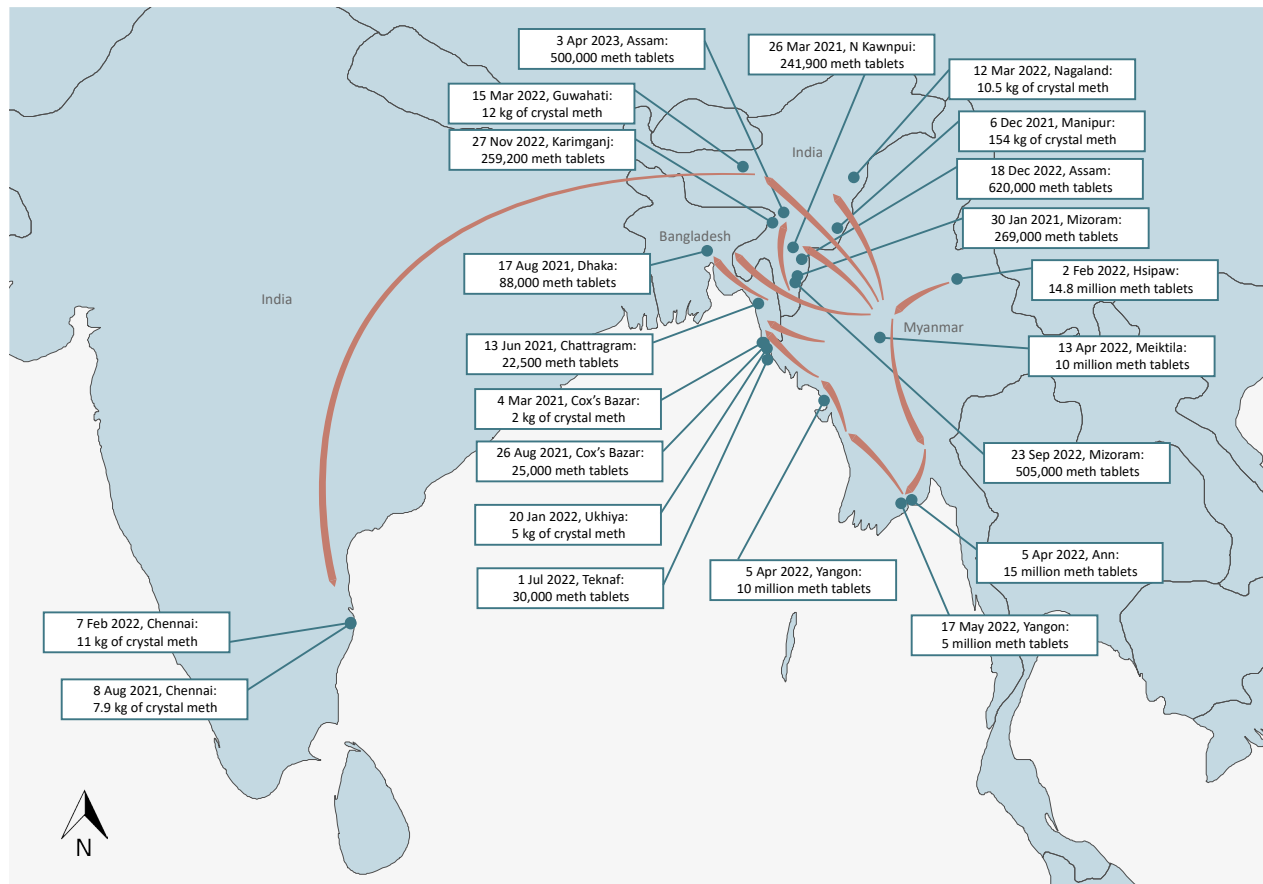 3 Apr 2023, Assam:
500,000 meth tablets
26 Mar 2021, N Kawnpui:
241,900 meth tablets
12 Mar 2022, Nagaland:
10.5 kg of crystal meth
15 Mar 2022, Guwahati:
12 kg of crystal meth
6 Dec 2021, Manipur:
154 kg of crystal meth
27 Nov 2022, Karimganj:
259,200 meth tablets
India
18 Dec 2022, Assam:
620,000 meth tablets
30 Jan 2021, Mizoram:
269,000 meth tablets
Bangladesh
17 Aug 2021, Dhaka:
88,000 meth tablets
2 Feb 2022, Hsipaw:
14.8 million meth tablets
India
Myanmar
13 Jun 2021, Chattragram:
22,500 meth tablets
13 Apr 2022, Meiktila:
10 million meth tablets
4 Mar 2021, Cox's Bazar:
2 kg of crystal meth
26 Aug 2021, Cox's Bazar:
25,000 meth tablets
23 Sep 2022, Mizoram:
505,000 meth tablets
20 Jan 2022, Ukhiya:
5 kg of crystal meth
5 Apr 2022, Ann:
15 million meth tablets
1 Jul 2022, Teknaf:
30,000 meth tablets
5 Apr 2022, Yangon:
10 million meth tablets
7 Feb 2022, Chennai:
11 kg of crystal meth
17 May 2022, Yangon:
5 million meth tablets
8 Aug 2021, Chennai:
7.9 kg of crystal meth
N